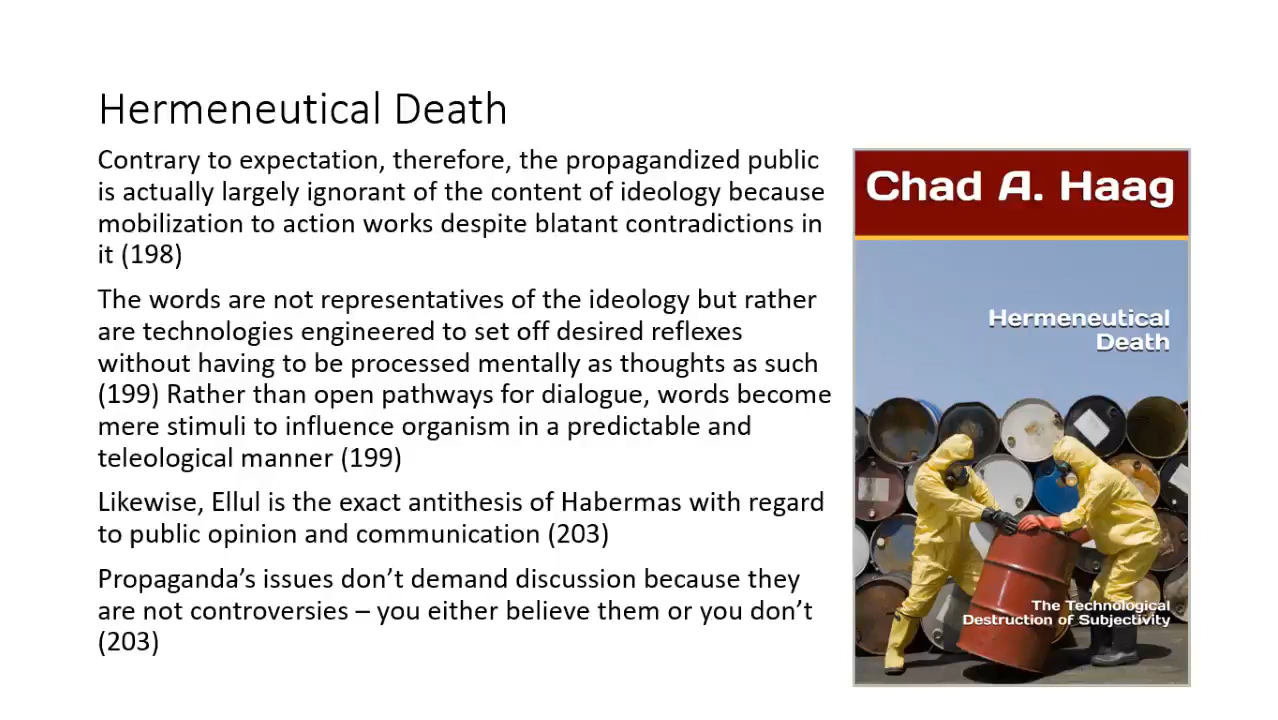 Hermeneutical Death
Contrary to expectation, therefore, the propagandized public
is actually largely ignorant of the content of ideology because
mobilization to action works despite blatant contradictions in
it (198)
The words are not representatives of the ideology but rather
are technologies engineered to set off desired reflexes
without having to be processed mentally as thoughts as such
(199) Rather than open pathways for dialogue, words become
mere stimuli to influence organism in a predictable and
teleological manner (199)
Likewise, Ellul is the exact antithesis of Habermas with regard
to public opinion and communication (203)
Propaganda’s issues don’t demand discussion because they
are not controversies – you either believe them or you don’t
(203)
Chad A. Haag
Hermeneutical
Death
The Technological
Destruction of Subjectivity